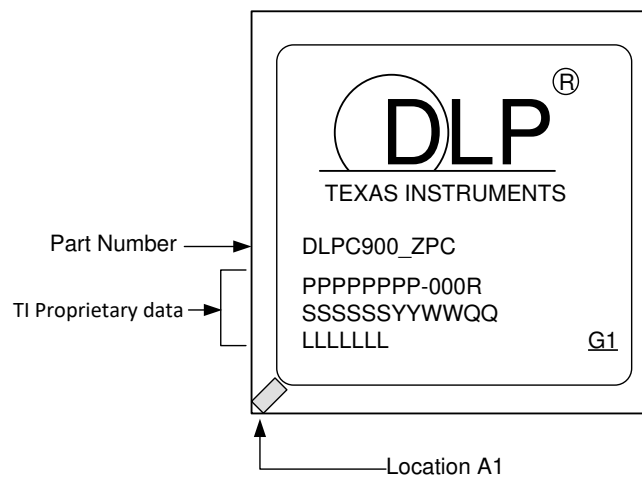 DLP®
TEXAS INSTRUMENTS
Part Number
DLPC900_ZPC
TI Proprietary data
PPPPPPPP-000R
SSSSSSYYWWQQ
LLLLLLL
G1
Location A1